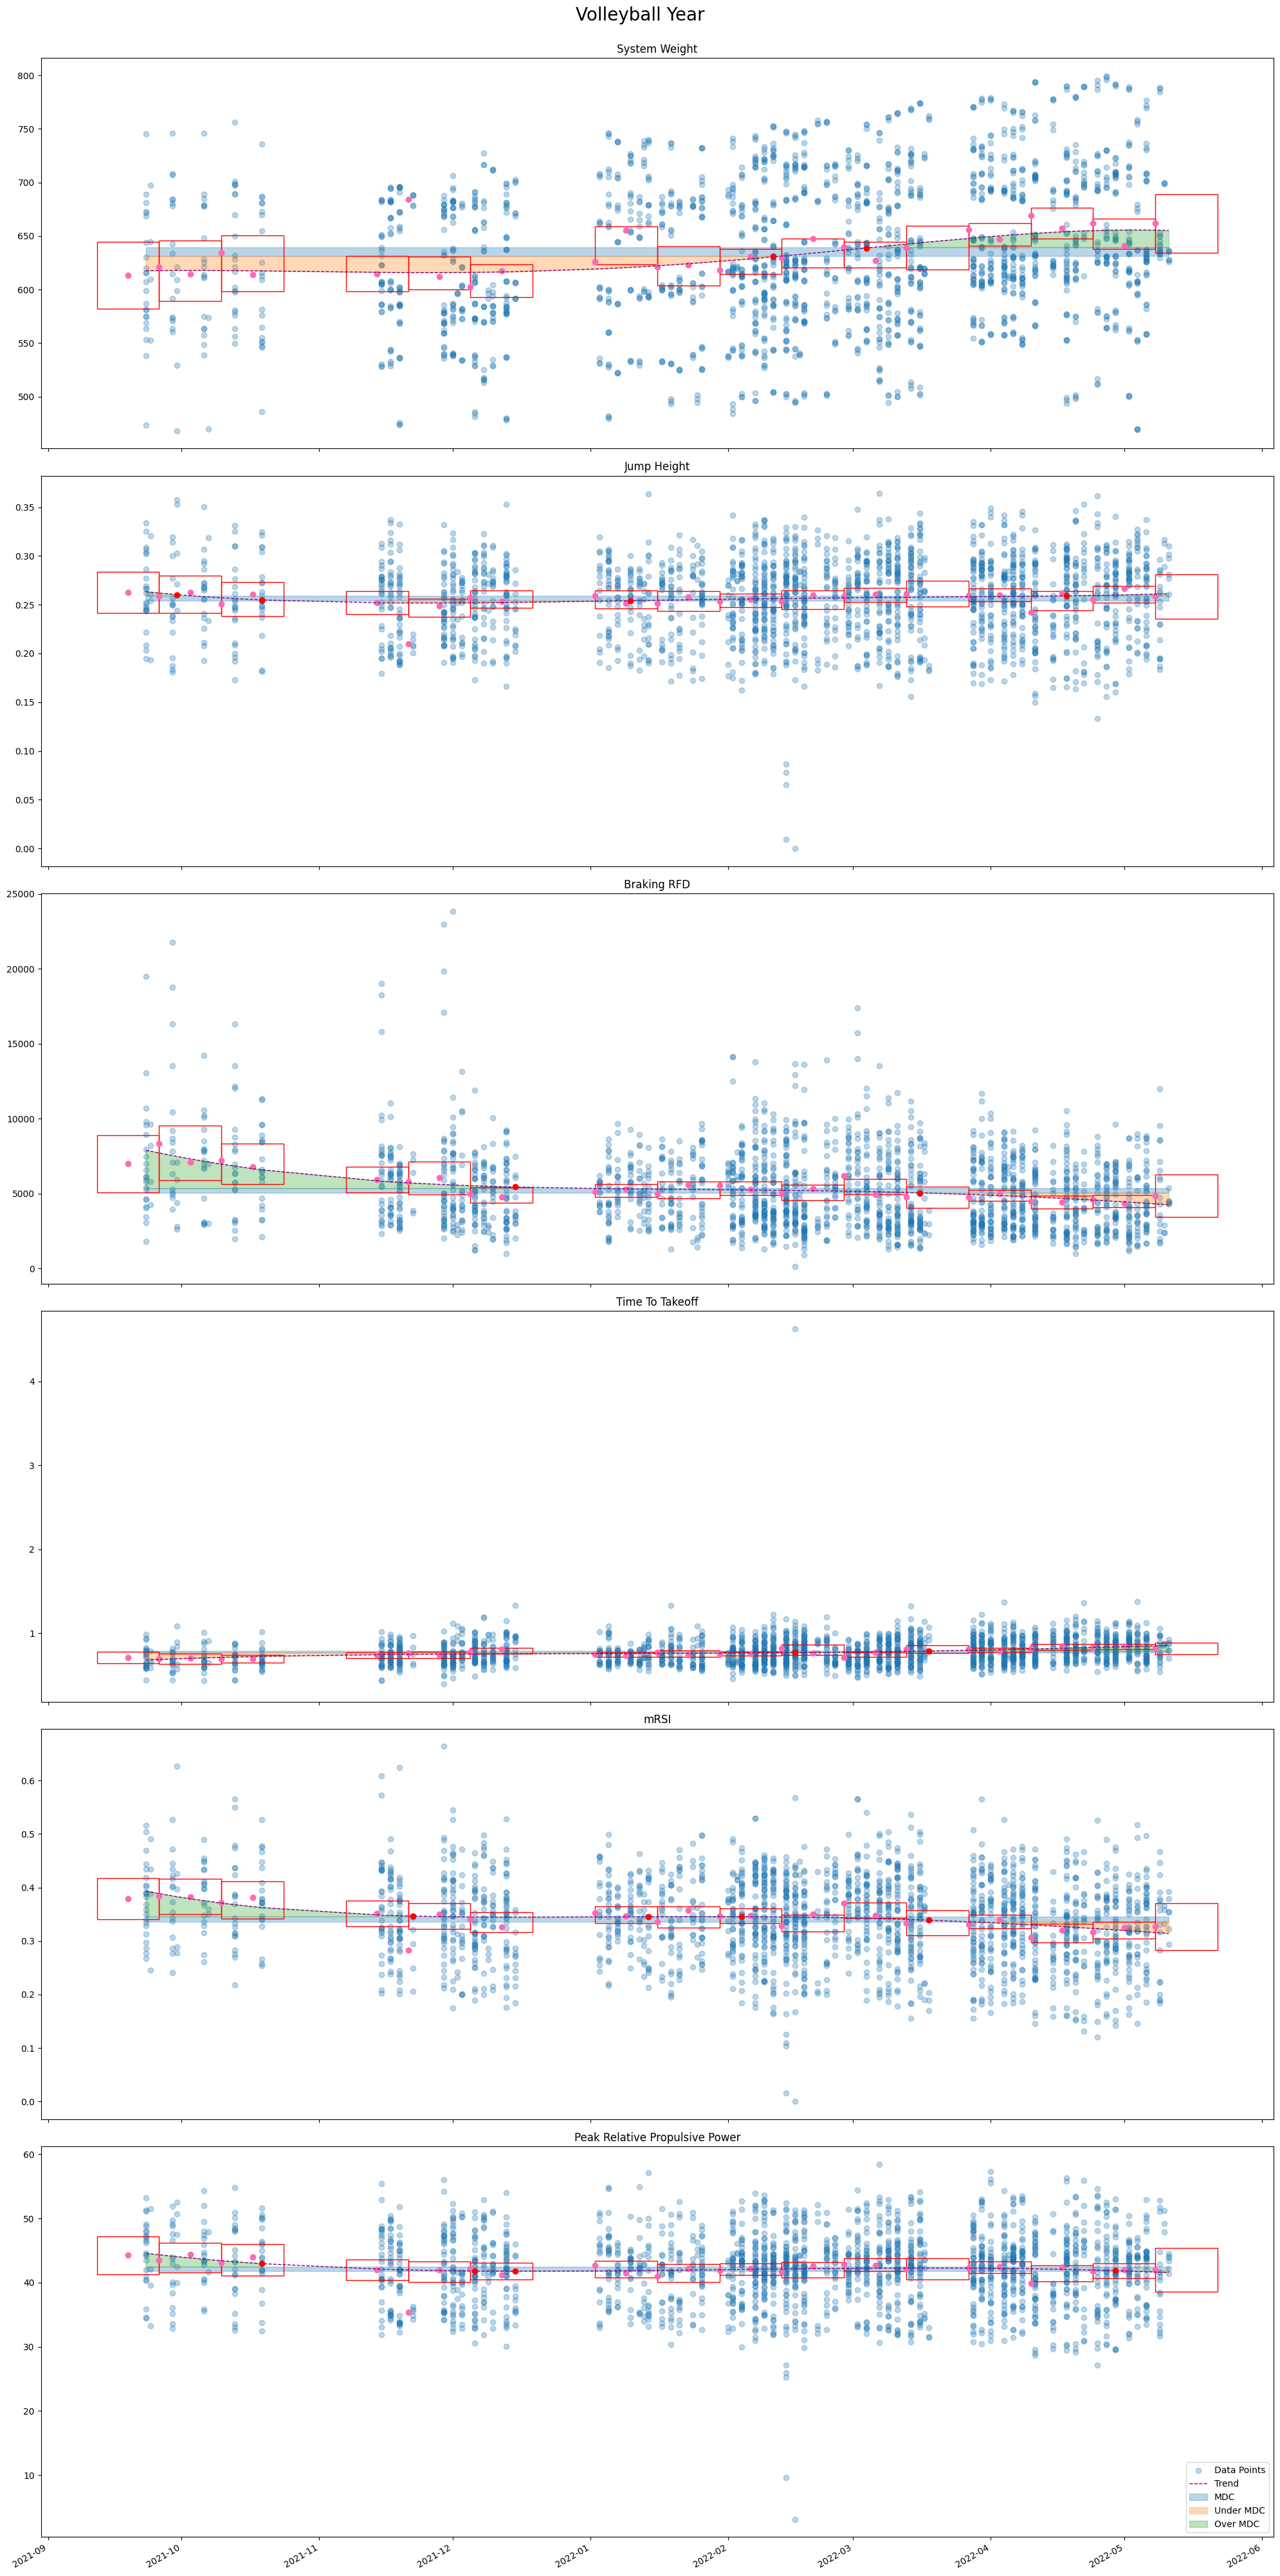 Volleyball Year
System Weight
800
750
700
650
600
550
500
Jump Height
0.35
0.30
0.25
0.20
0.15
0.10
0.05
0.00
Braking RFD
25000
20000
15000
10000
5000
0
Time To Takeoff
4
3
2
1
mRSI
0.6
0.5
0.4
0.3
0.2
0.1
0.0
Peak Relative Propulsive Power
60
50
40
30
20
10
Data Points
Trend
MDC
Under MDC
Over MDC
2021-09 2021-10 2021-11 2021-12 2022-01 2022-02 2022-03 2022-04 2022-05 2022-06